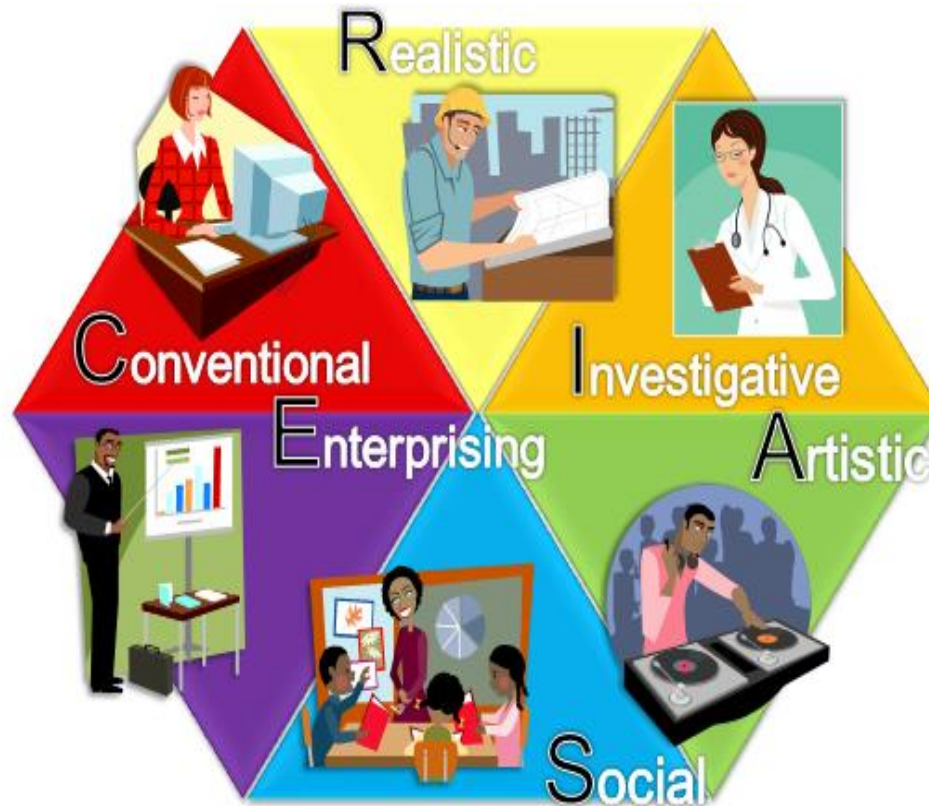 Realistic
Investigative
Artistic
Social
Enterprising
Conventional